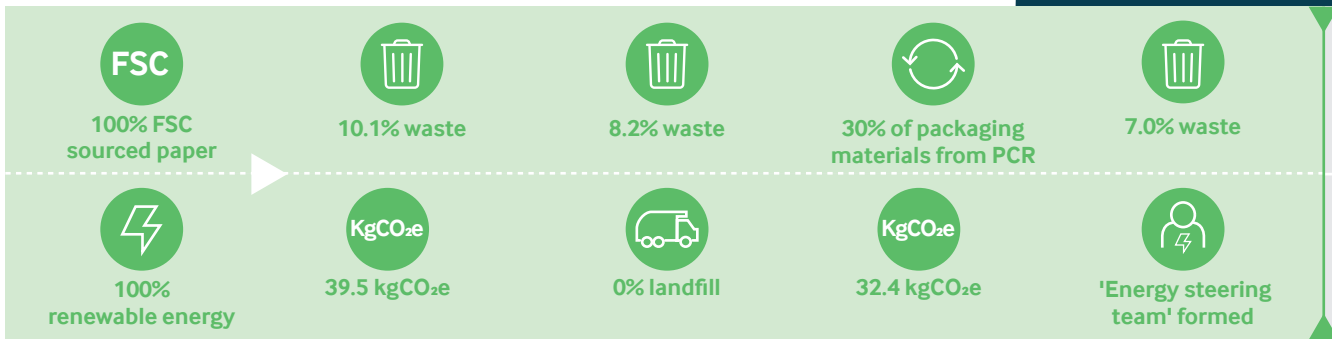 FSC
100% FSC
sourced paper
10.1% waste
8.2% waste
30% of packaging
materials from PCR
7.0% waste
100%
renewable energy
KgCO₂e
39.5 kgCO₂e
0% landfill
KgCO₂e
32.4 kgCO₂e
'Energy steering
team' formed